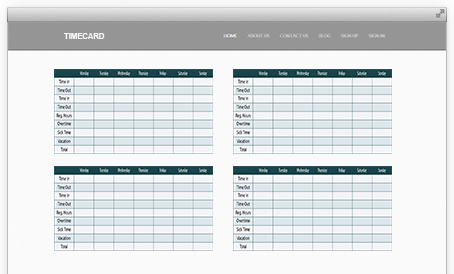 TIMECARD HOME ABOUT US CONTACT US BLOG SIGN UP SIGN IN
Monday Tuesday Wednesday Thursday Friday Saturday Sunday
Time In
Time Out
Time In
Time Out
Reg. Hours
Overtime
Sick Time
Vacation
Total
Monday Tuesday Wednesday Thursday Friday Saturday Sunday
Time In
Time Out
Time In
Time Out
Reg. Hours
Overtime
Sick Time
Vacation
Total
Monday Tuesday Wednesday Thursday Friday Saturday Sunday
Time In
Time Out
Time In
Time Out
Reg. Hours
Overtime
Sick Time
Vacation
Total
Monday Tuesday Wednesday Thursday Friday Saturday Sunday
Time In
Time Out
Time In
Time Out
Reg. Hours
Overtime
Sick Time
Vacation
Total